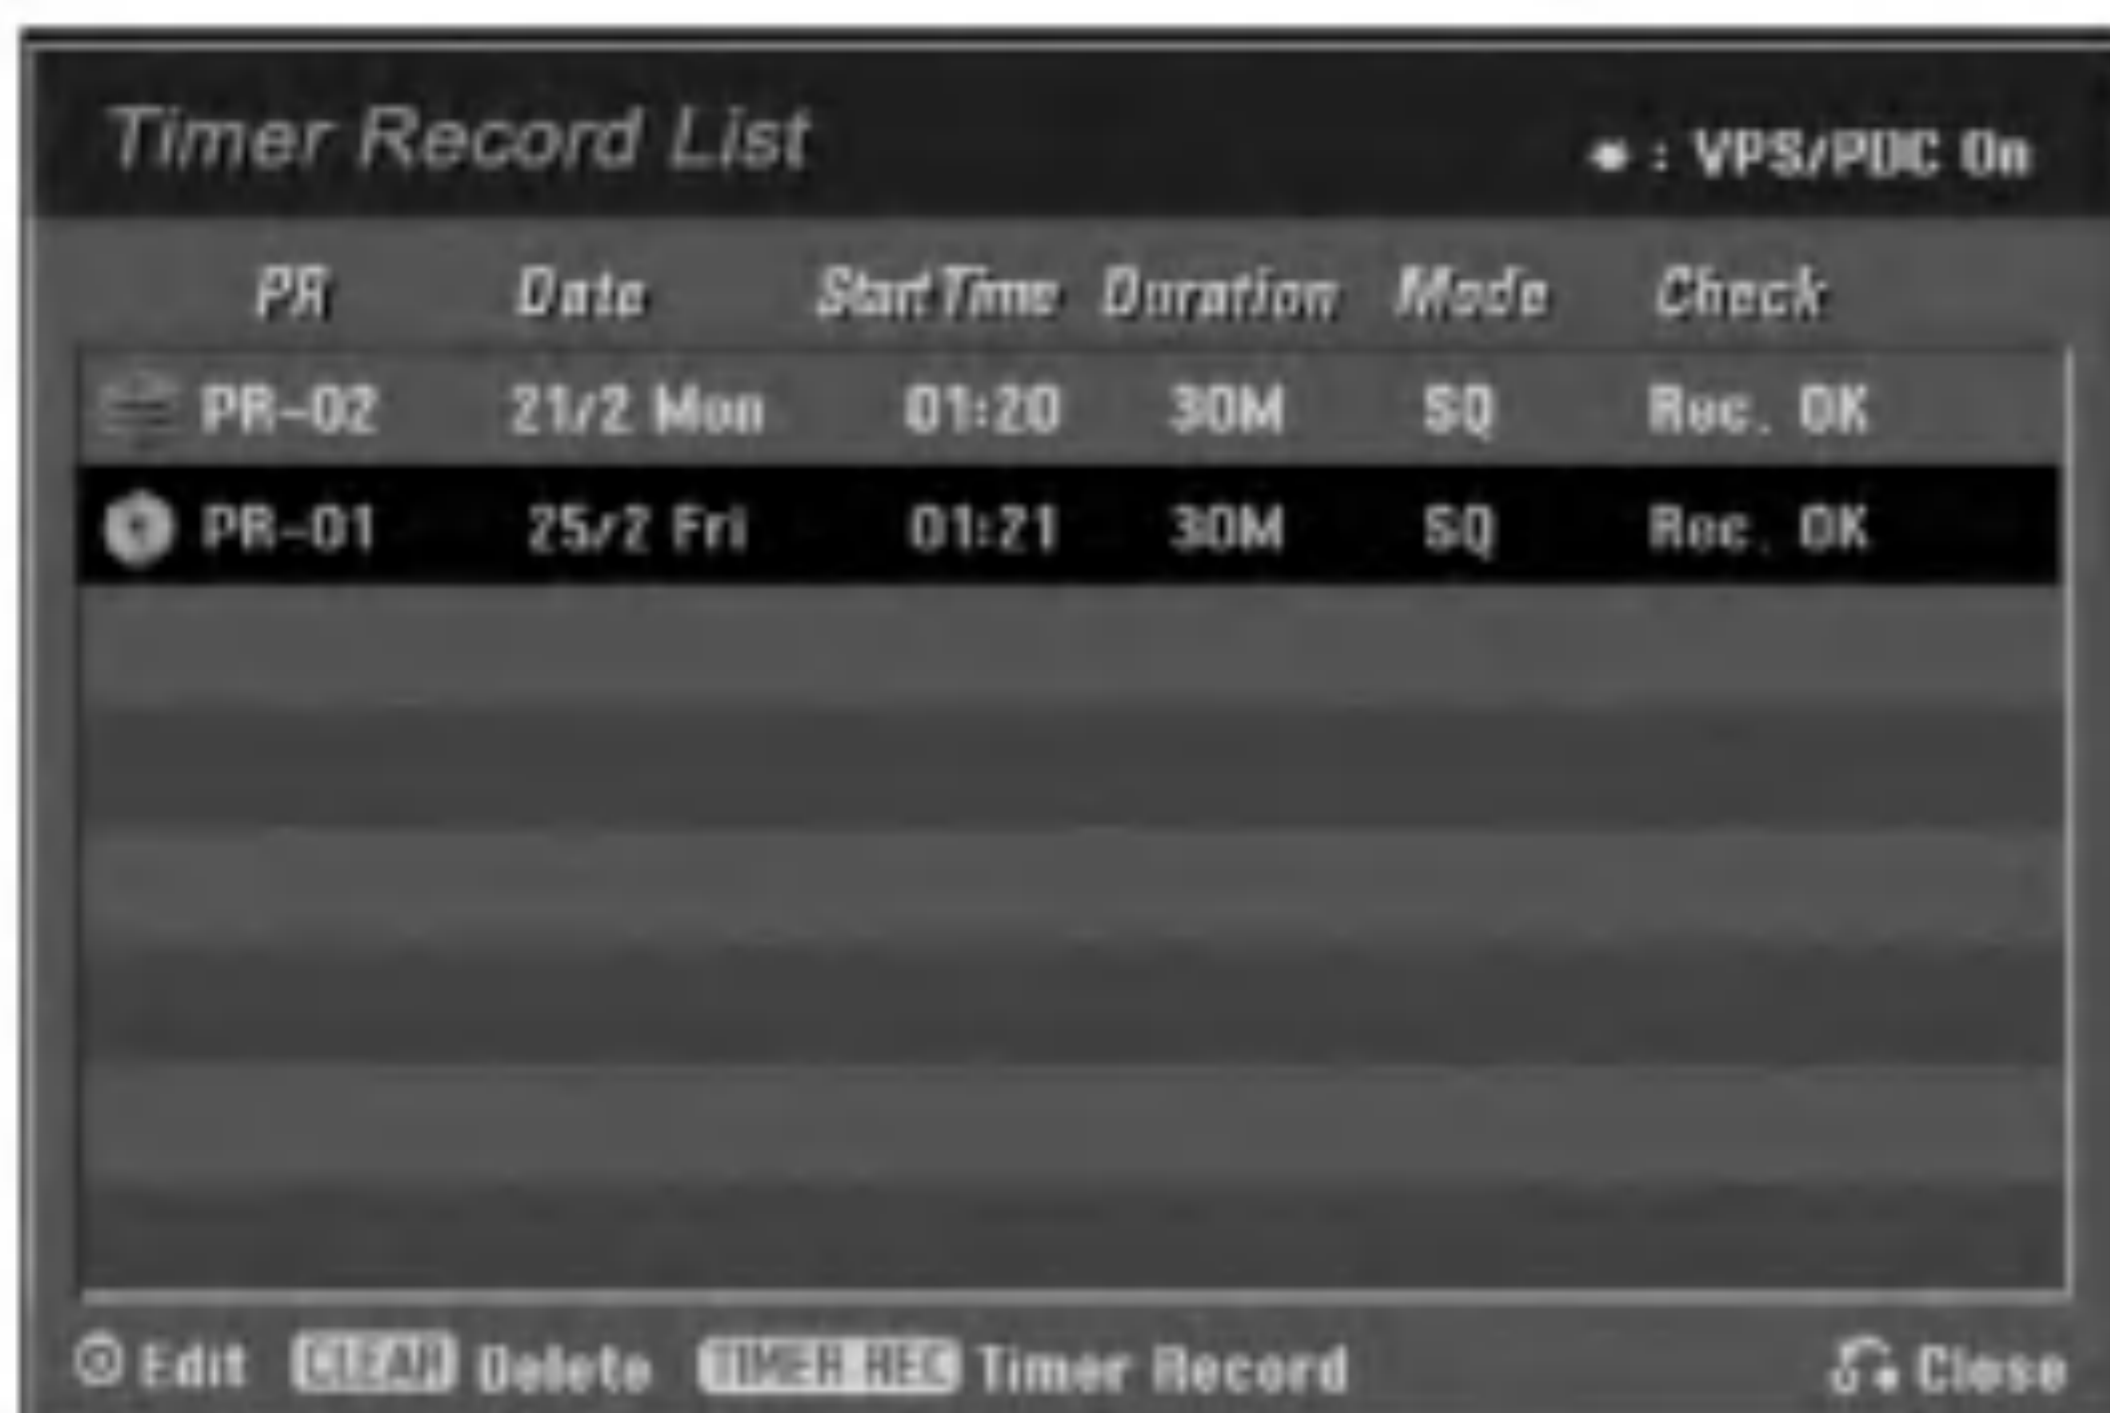 Timer Record List
: VPS/PDC On
PR Date Start Time Duration Mode Check
PR-02 21/2 Mon 01:20 30M SQ Rec. OK
PR-01 25/2 Fri 01:21 30M SQ Rec. OK
Edit CLEAR Delete TIMER REC Timer Record Close